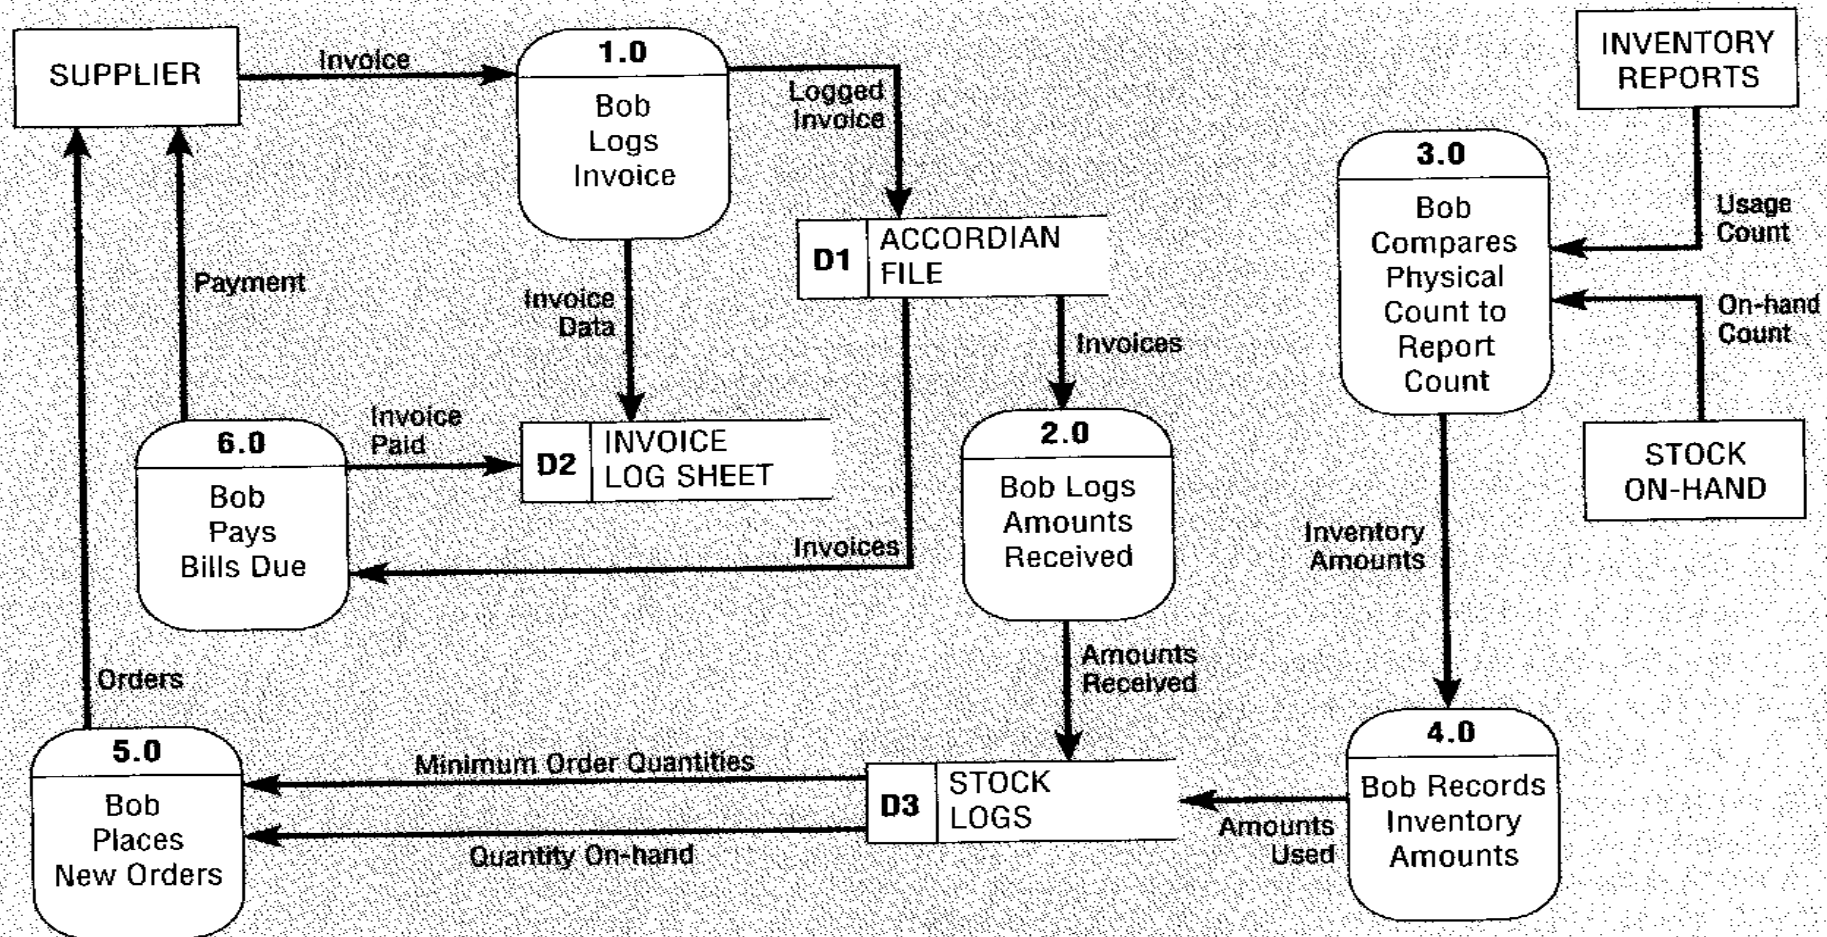 SUPPLIER
Invoice
1.0
Bob
Logs
Invoice
Logged
Invoice
INVENTORY
REPORTS
3.0
Bob
Compares
Physical
Count to
Report
Count
Usage
Count
On-hand
Count
STOCK
ON-HAND
D1
ACCORDIAN
FILE
Payment
Invoice
Data
Invoices
6.0
Bob
Pays
Bills Due
Invoice
Paid
D2
INVOICE
LOG SHEET
2.0
Bob Logs
Amounts
Received
Invoices
Inventory
Amounts
Orders
Amounts
Received
5.0
Bob
Places
New Orders
Minimum Order Quantities
Quantity On-hand
D3
STOCK
LOGS
Amounts
Used
4.0
Bob Records
Inventory
Amounts